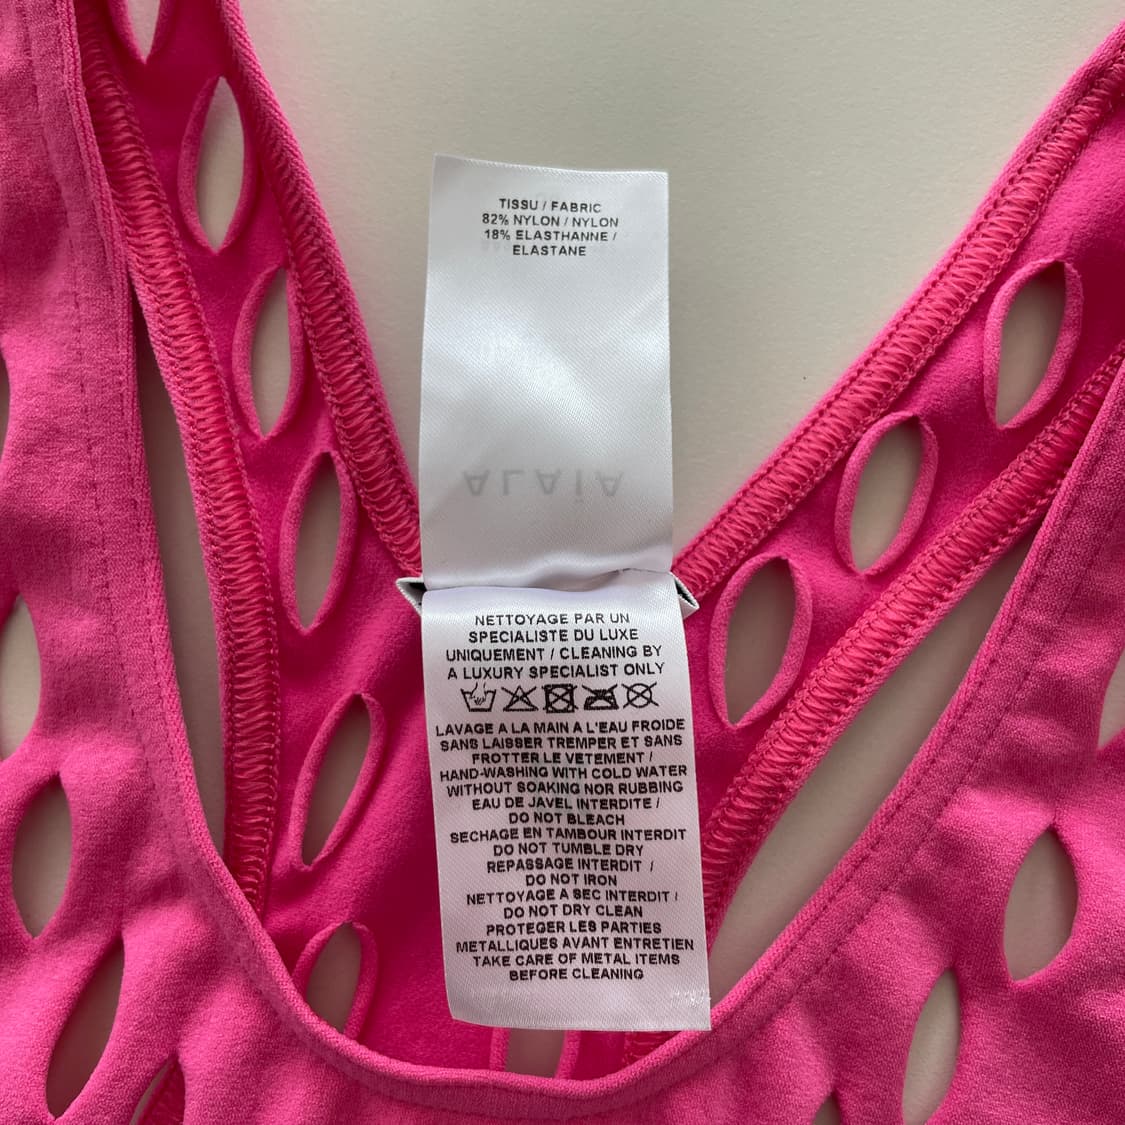 TISSU / FABRIC
82% NYLON / NYLON
18% ELASTHANNE /
ELASTANE
ALAÏA
NETTOYAGE PAR UN
SPECIALISTE DU LUXE
UNIQUEMENT / CLEANING BY
A LUXURY SPECIALIST ONLY
LAVAGE A LA MAIN A L'EAU FROIDE
SANS LAISSER TREMPER ET SANS
FROTTER LE VETEMENT /
HAND-WASHING WITH COLD WATER
WITHOUT SOAKING NOR RUBBING
EAU DE JAVEL INTERDITE /
DO NOT BLEACH
SECHAGE EN TAMBOUR INTERDIT
DO NOT TUMBLE DRY
REPASSAGE INTERDIT /
DO NOT IRON
NETTOYAGE A SEC INTERDIT /
DO NOT DRY CLEAN
PROTEGER LES PARTIES
METALLIQUES AVANT ENTRETIEN
TAKE CARE OF METAL ITEMS
BEFORE CLEANING